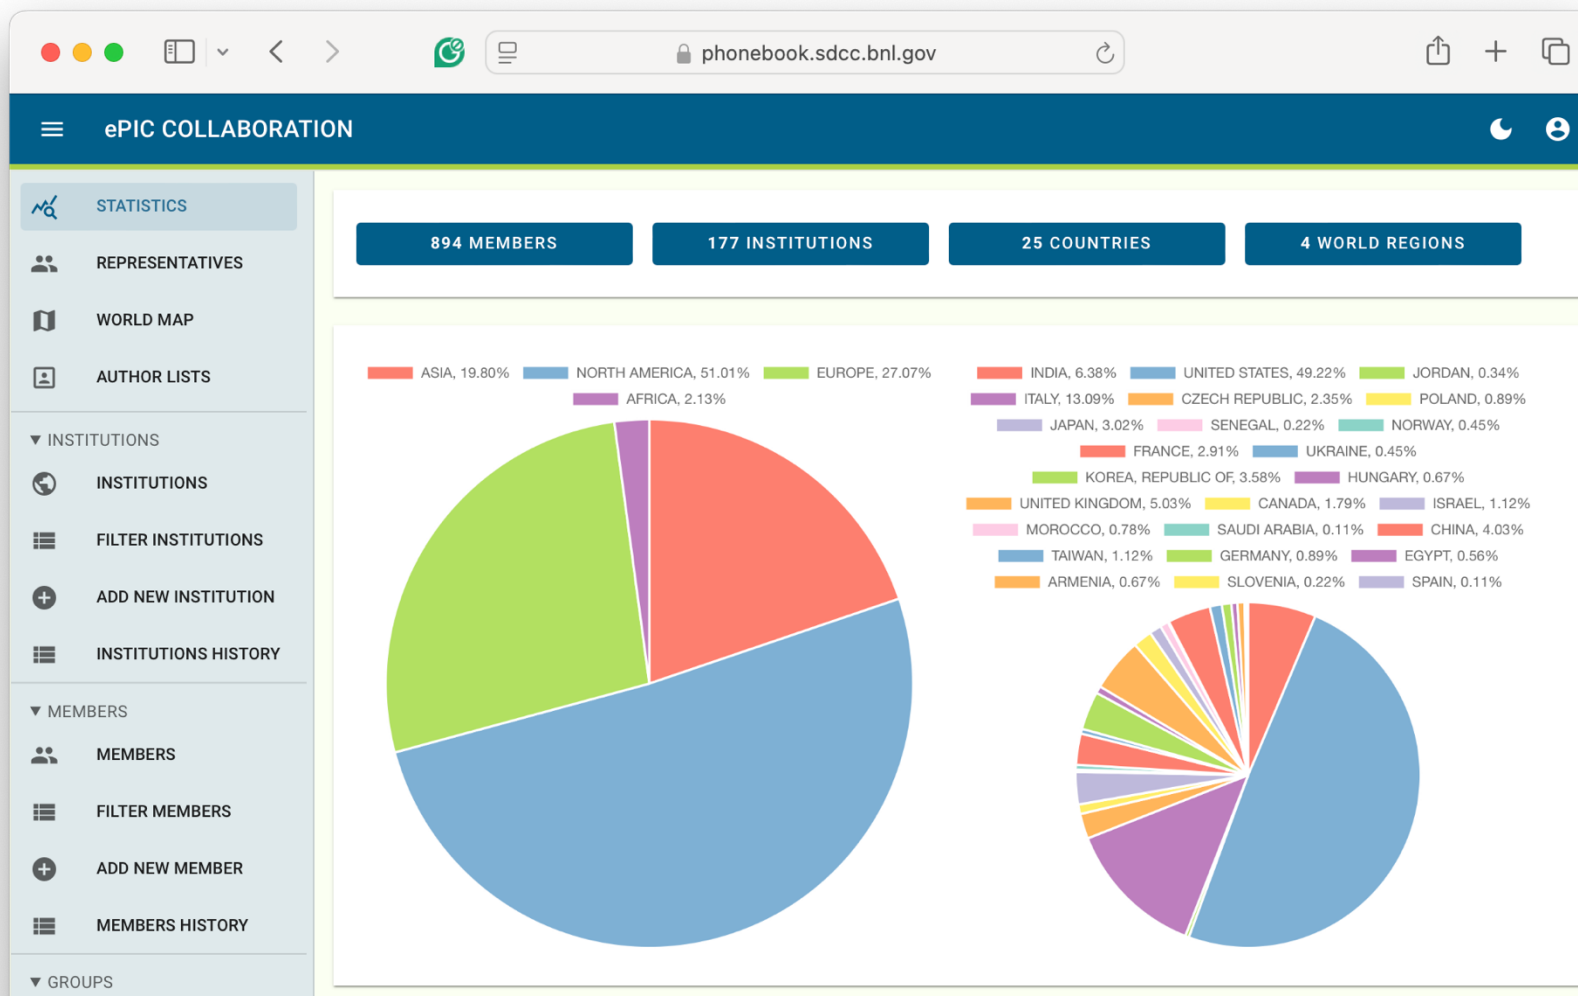 phonebook.sdcc.bnl.gov
ePIC COLLABORATION
STATISTICS
REPRESENTATIVES
WORLD MAP
AUTHOR LISTS
▼ INSTITUTIONS
INSTITUTIONS
FILTER INSTITUTIONS
ADD NEW INSTITUTION
INSTITUTIONS HISTORY
▼ MEMBERS
MEMBERS
FILTER MEMBERS
ADD NEW MEMBER
MEMBERS HISTORY
▼ GROUPS
894 MEMBERS
177 INSTITUTIONS
25 COUNTRIES
4 WORLD REGIONS
ASIA, 19.80% NORTH AMERICA, 51.01% EUROPE, 27.07%
AFRICA, 2.13%
INDIA, 6.38% UNITED STATES, 49.22% JORDAN, 0.34%
ITALY, 13.09% CZECH REPUBLIC, 2.35% POLAND, 0.89%
JAPAN, 3.02% SENEGAL, 0.22% NORWAY, 0.45%
FRANCE, 2.91% UKRAINE, 0.45%
KOREA, REPUBLIC OF, 3.58% HUNGARY, 0.67%
UNITED KINGDOM, 5.03% CANADA, 1.79% ISRAEL, 1.12%
MOROCCO, 0.78% SAUDI ARABIA, 0.11% CHINA, 4.03%
TAIWAN, 1.12% GERMANY, 0.89% EGYPT, 0.56%
ARMENIA, 0.67% SLOVENIA, 0.22% SPAIN, 0.11%